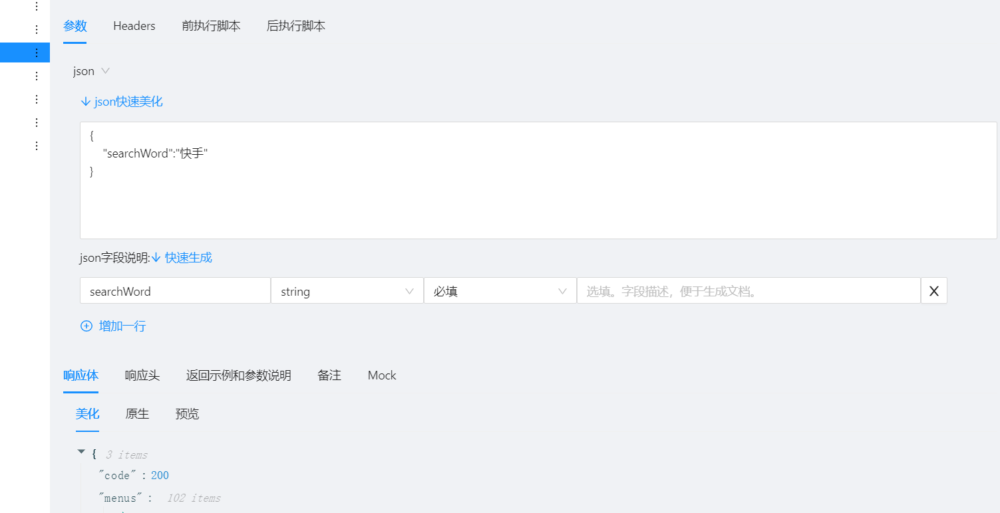 参数 Headers 前执行脚本 后执行脚本
json
json快速美化
{
"searchWord":"快手"
}
json字段说明: 快速生成
searchWord string 必填 选填。字段描述，便于生成文档。 X
增加一行
响应体 响应头 返回示例和参数说明 备注 Mock
美化 原生 预览
{ 3 items
"code" : 200
"menus" : 102 items